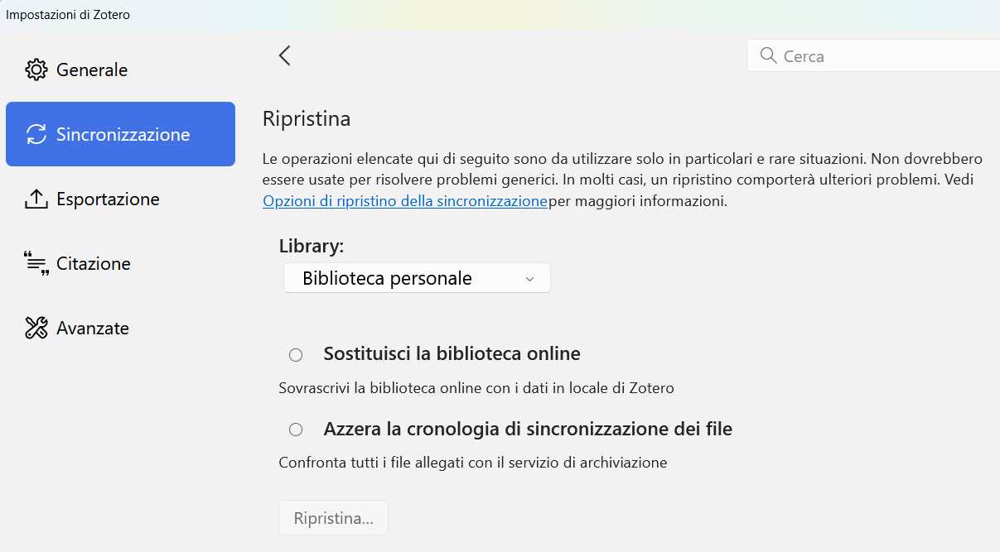 Impostazioni di Zotero
Generale
Sincronizzazione
Esportazione
Citazione
Avanzate
Cerca
Ripristina
Le operazioni elencate qui di seguito sono da utilizzare solo in particolari e rare situazioni. Non dovrebbero
essere usate per risolvere problemi generici. In molti casi, un ripristino comporterà ulteriori problemi. Vedi
Opzioni di ripristino della sincronizzazioneper maggiori informazioni.
Library:
Biblioteca personale
Sostituisci la biblioteca online
Sovrascrivi la biblioteca online con i dati in locale di Zotero
Azzera la cronologia di sincronizzazione dei file
Confronta tutti i file allegati con il servizio di archiviazione
Ripristina...